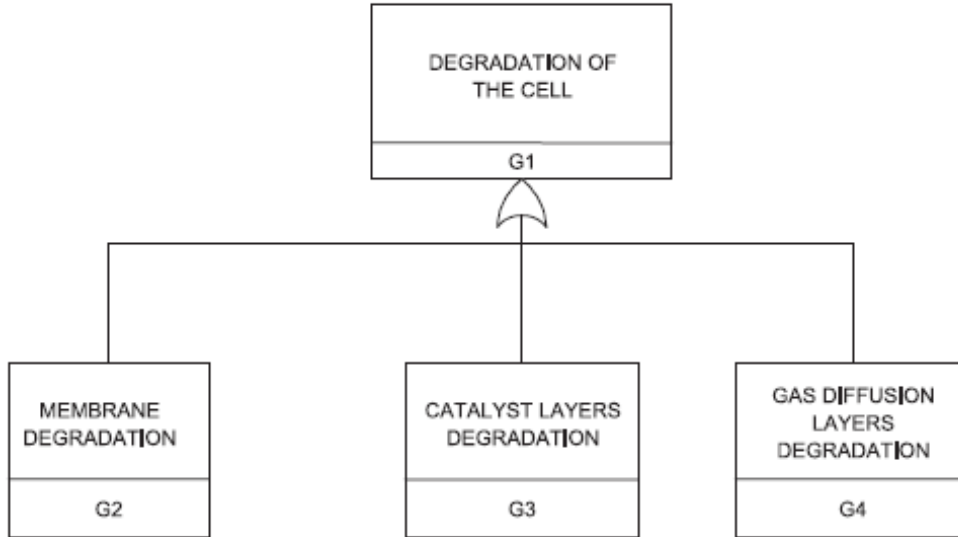 DEGRADATION OF
THE CELL
G1
MEMBRANE
DEGRADATION
G2
CATALYST LAYERS
DEGRADATION
G3
GAS DIFFUSION
LAYERS
DEGRADATION
G4